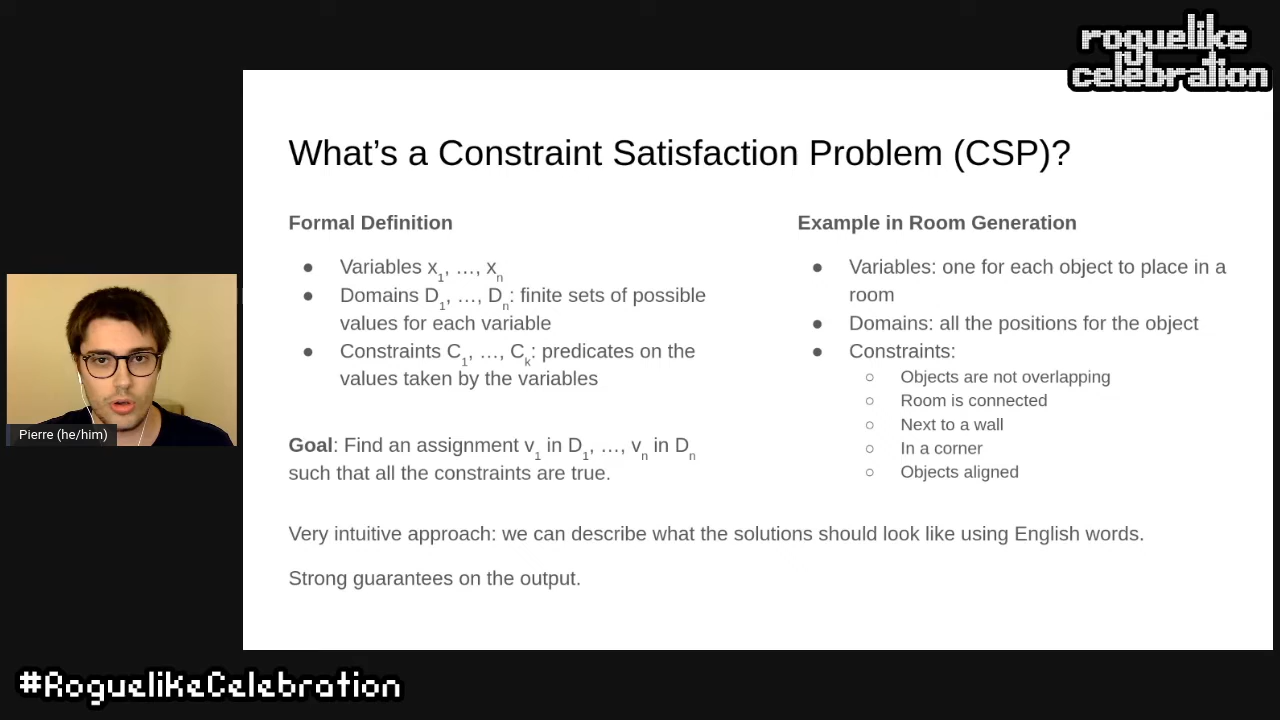 roguelike
celebration
What's a Constraint Satisfaction Problem (CSP)?
Formal Definition
● Variables x1, …, xn
● Domains D1, …, Dn: finite sets of possible
values for each variable
● Constraints C1, …, Ck: predicates on the
values taken by the variables
Goal: Find an assignment v1 in D1, …, vn in Dn
such that all the constraints are true.
Example in Room Generation
● Variables: one for each object to place in a
room
● Domains: all the positions for the object
● Constraints:
○ Objects are not overlapping
○ Room is connected
○ Next to a wall
○ In a corner
○ Objects aligned
Very intuitive approach: we can describe what the solutions should look like using English words.
Strong guarantees on the output.
Pierre (he/him)
#RoguelikeCelebration